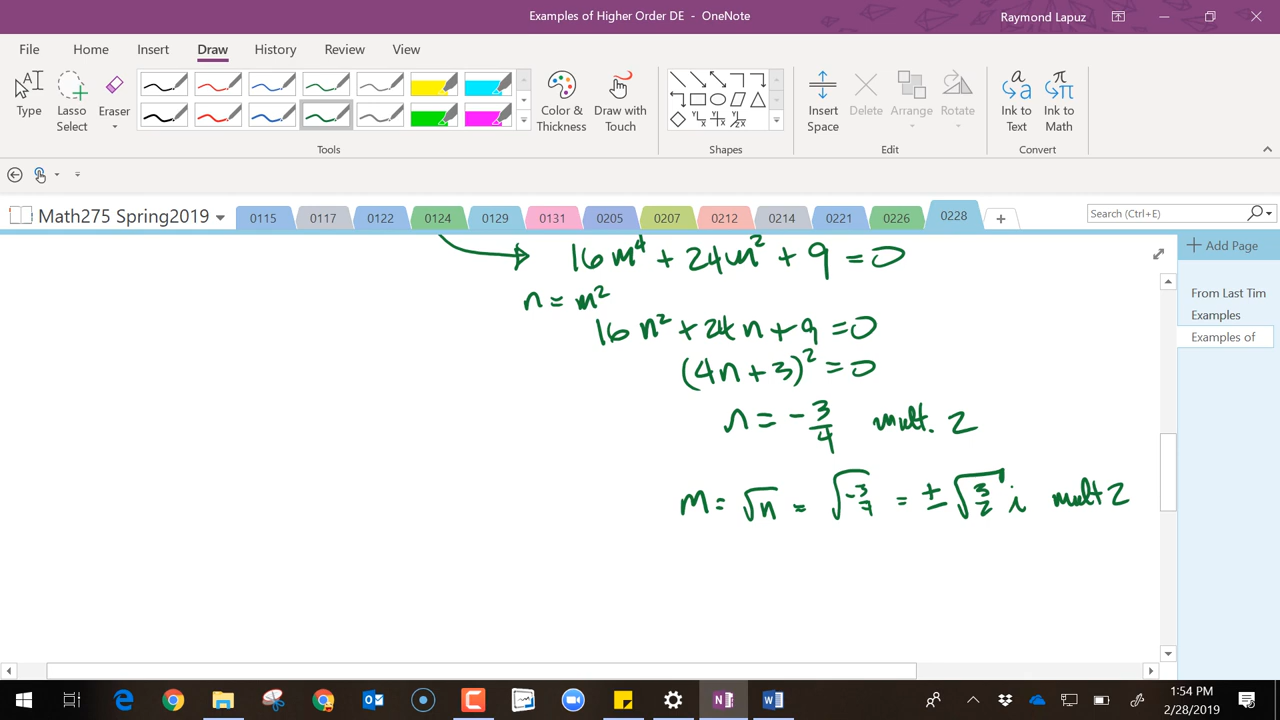 Examples of Higher Order DE - OneNote
Raymond Lapuz
File Home Insert Draw History Review View
Type
Lasso Select
Eraser
Color & Thickness
Draw with Touch
Insert Space
Delete
Arrange
Rotate
Ink to Text
Ink to Math
Tools
Shapes
Edit
Convert
Math275 Spring2019
0115 0117 0122 0124 0129 0131 0205 0207 0212 0214 0221 0226 0228
Search (Ctrl+E)
Add Page
From Last Tim
Examples
Examples of
16m⁴ + 24m² + 9 = 0
n = m²
16n² + 24n + 9 = 0
(4n + 3)² = 0
n = -3/4 mult. 2
m = √n = √(-3/4) = ± √(3/2) i mult 2
1:54 PM
2/28/2019